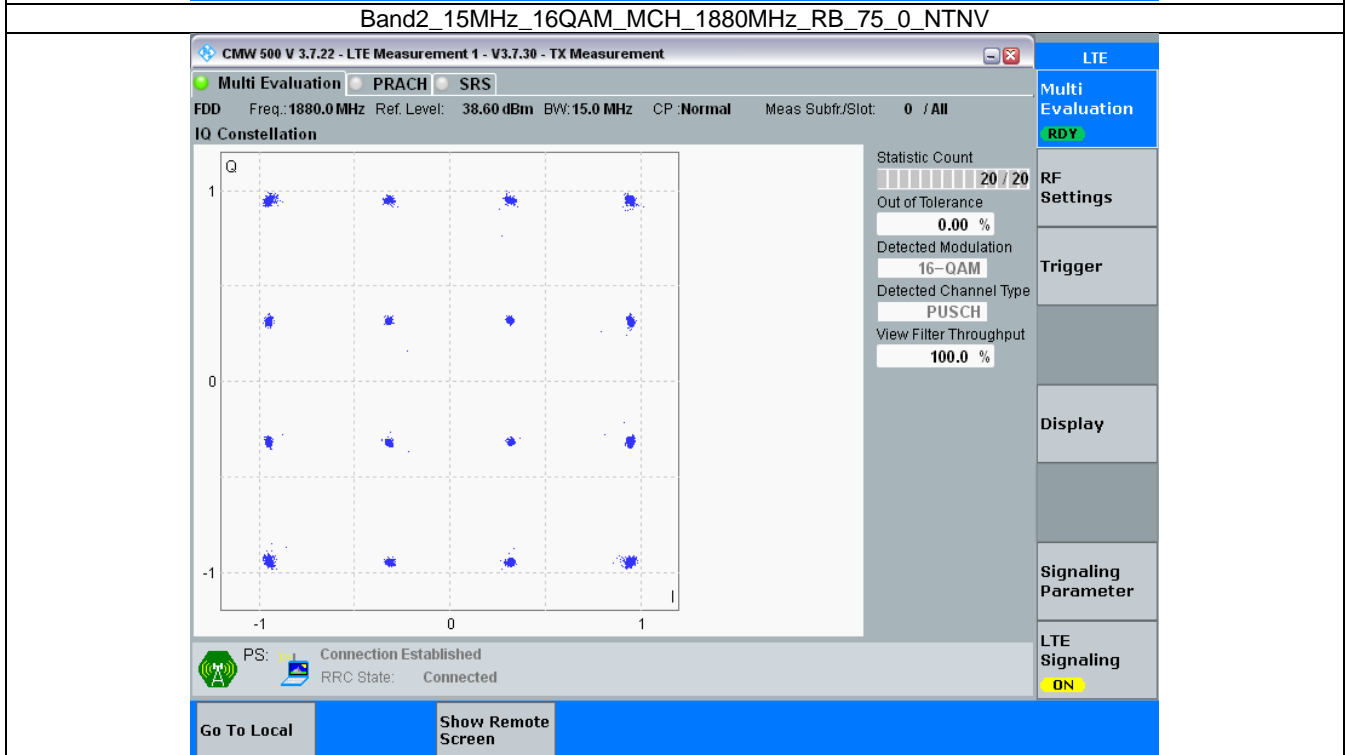 Band2_15MHz_16QAM_MCH_1880MHz_RB_75_0_NTNV
CMW 500 V 3.7.22 - LTE Measurement 1 - V3.7.30 - TX Measurement
LTE
Multi Evaluation PRACH SRS
Multi
Evaluation
RDY
FDD Freq.: 1880.0 MHz Ref. Level: 38.60 dBm BW: 15.0 MHz CP :Normal Meas Subfr./Slot: 0 / All
IQ Constellation
Q
1
0
-1
I
-1 0 1
Statistic Count
20 / 20
Out of Tolerance
0.00 %
Detected Modulation
16-QAM
Detected Channel Type
PUSCH
View Filter Throughput
100.0 %
RF
Settings
Trigger
Display
Signaling
Parameter
LTE
Signaling
ON
PS: Connection Established
RRC State: Connected
Go To Local
Show Remote
Screen